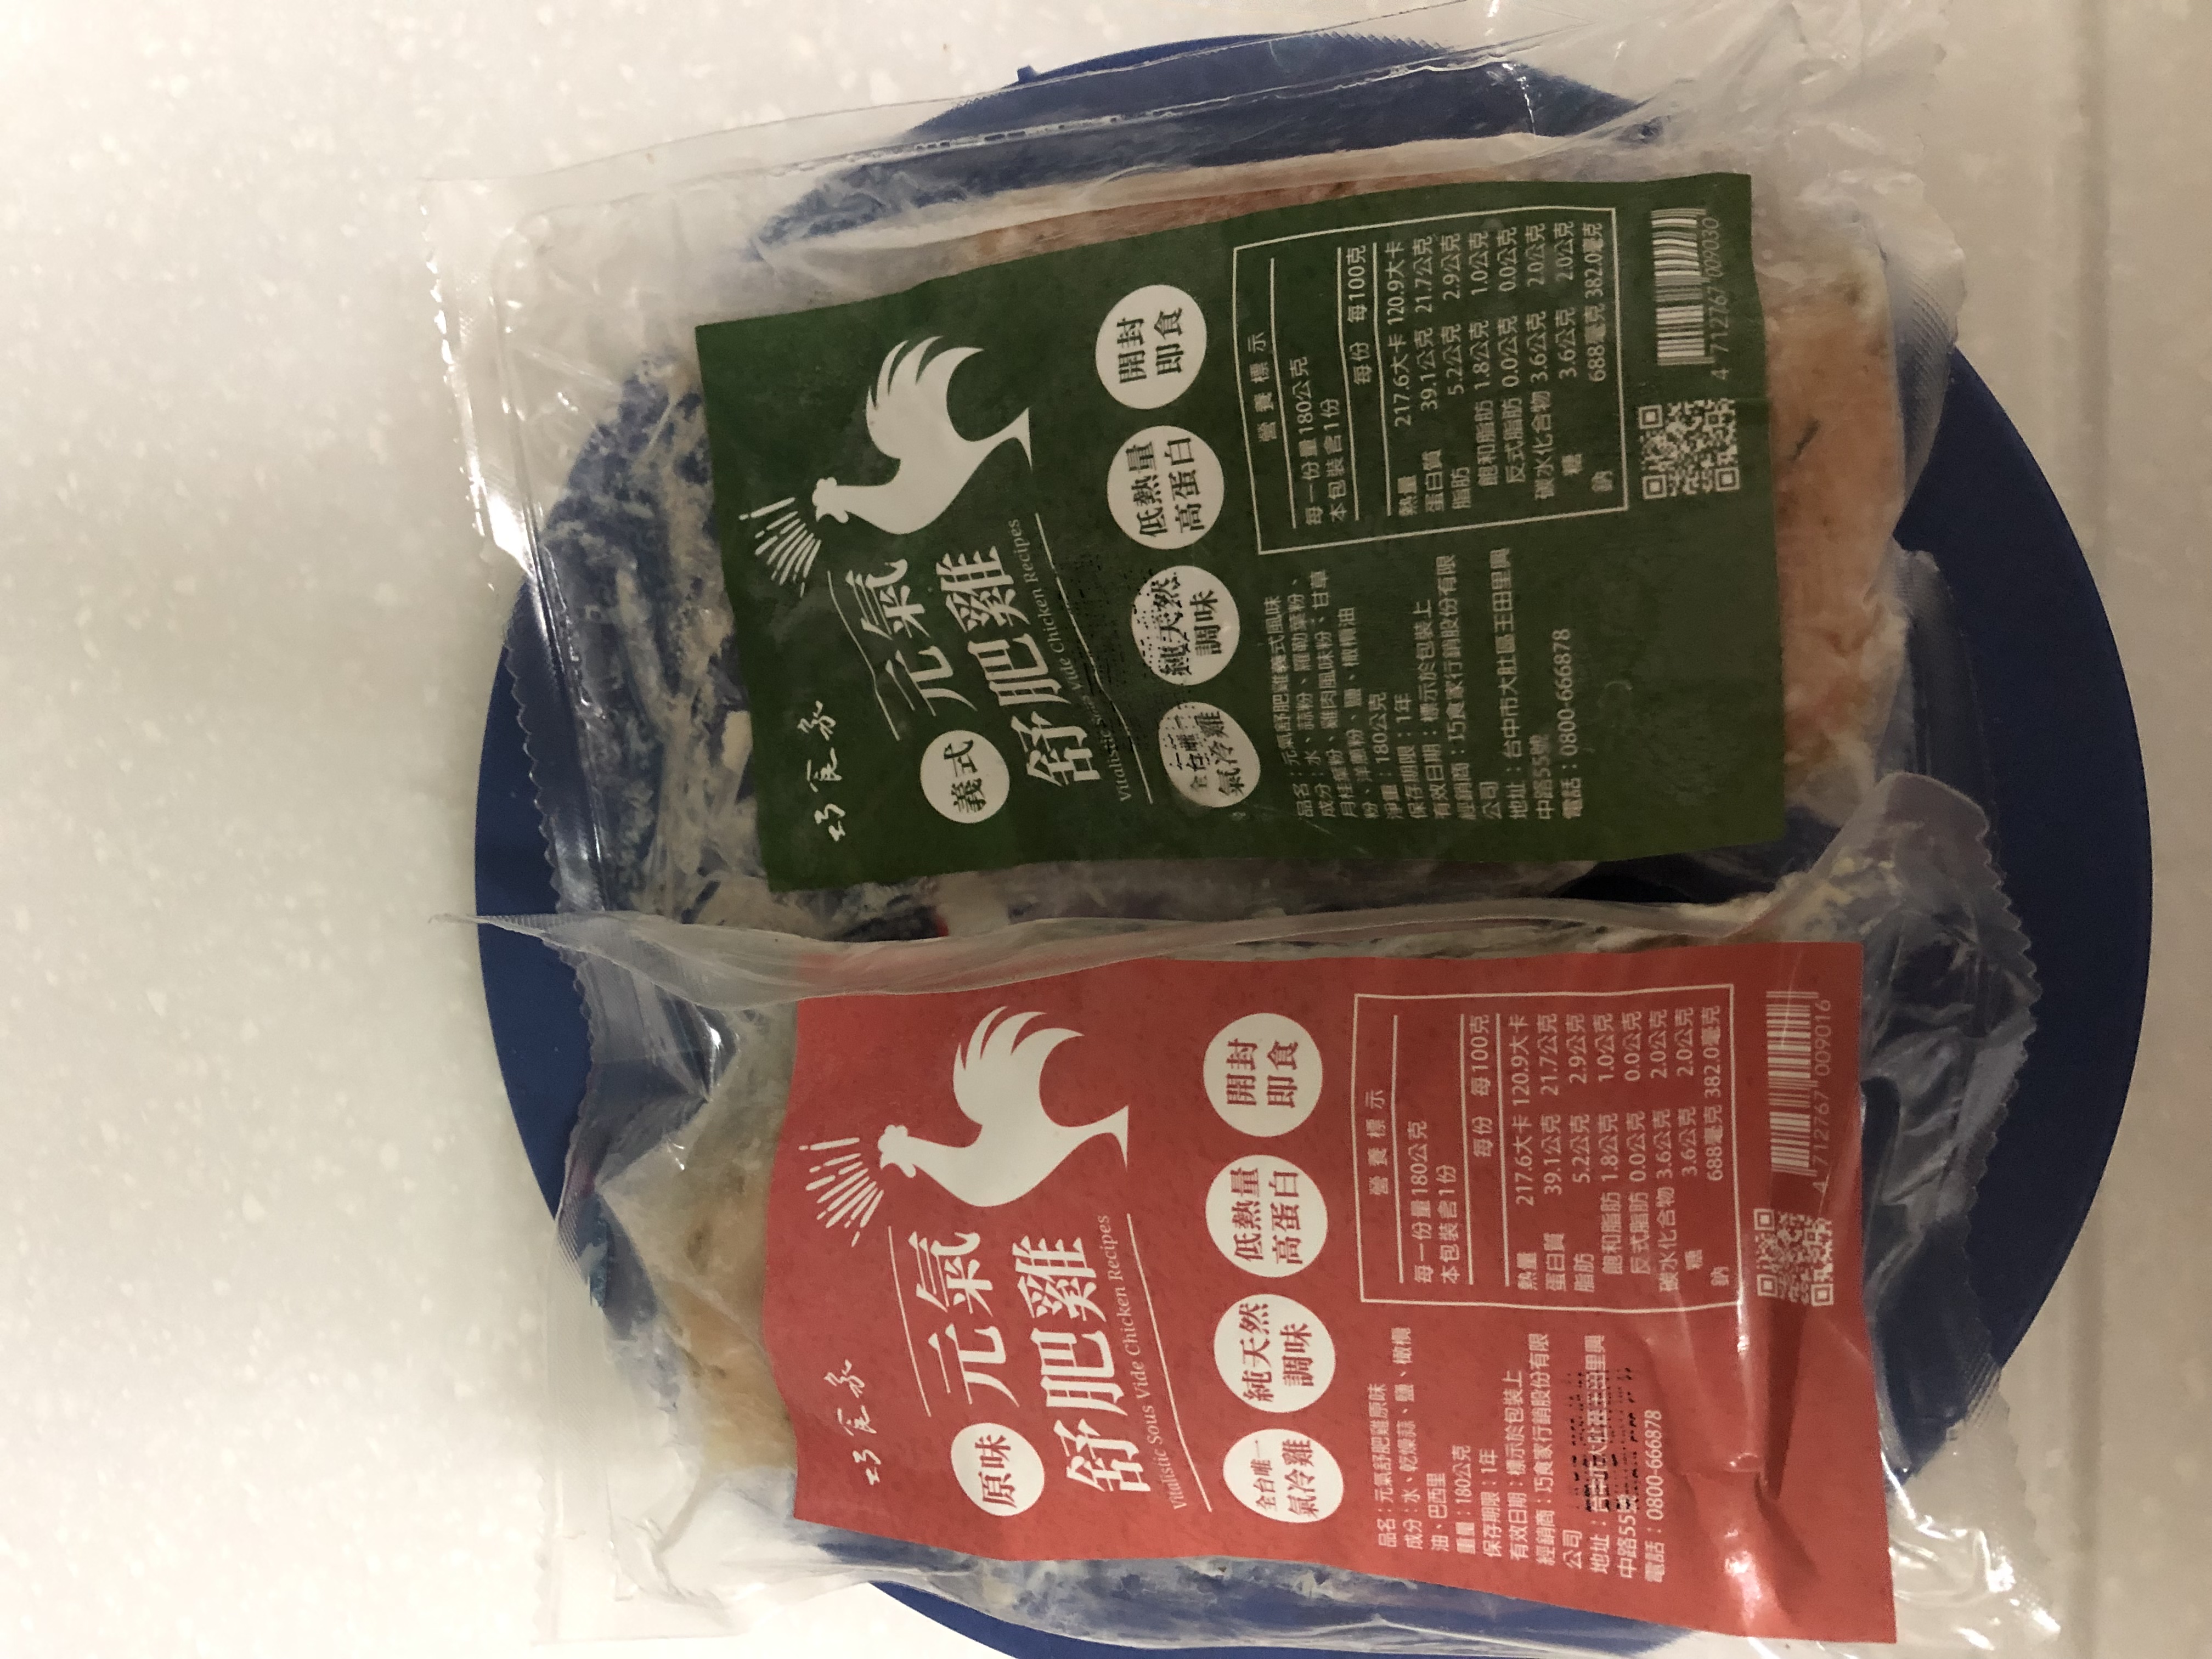 巧食家
原味
元氣
舒肥雞
Vitalistic Sous Vide Chicken Recipes
全台唯一
氣冷雞
純天然
調味
低熱量
高蛋白
開封
即食
品名：元氣舒肥雞原味
成分：水、乾燥蒜、鹽、橄欖
油、巴西里
重量：180公克
保存期限：1年
有效日期：標示於包裝上
經銷商：巧食家行銷股份有限
公司
地址：台中市大肚區王田里興
中路55號
電話：0800-666878
營養標示
每一份量180公克
本包裝含1份
每份 每100克
熱量 217.6大卡 120.9大卡
蛋白質 39.1公克 21.7公克
脂肪 5.2公克 2.9公克
飽和脂肪 1.8公克 1.0公克
反式脂肪 0.0公克 0.0公克
碳水化合物 3.6公克 2.0公克
糖 3.6公克 2.0公克
鈉 688毫克 382.0毫克
4 712767 009016
巧食家
義式
元氣
舒肥雞
Vitalistic Sous Vide Chicken Recipes
全台唯一
氣冷雞
純天然
調味
低熱量
高蛋白
開封
即食
品名：元氣舒肥雞義式風味
成分：水、蒜粉、羅勒葉粉、
月桂葉粉、雞肉風味粉：甘草
粉、洋蔥粉、鹽、橄欖油
淨重：180公克
保存期限：1年
有效日期：標示於包裝上
經銷商：巧食家行銷股份有限
公司
地址：台中市大肚區王田里興
中路55號
電話：0800-666878
營養標示
每一份量180公克
本包裝含1份
每份 每100克
熱量 217.6大卡 120.9大卡
蛋白質 39.1公克 21.7公克
脂肪 5.2公克 2.9公克
飽和脂肪 1.8公克 1.0公克
反式脂肪 0.0公克 0.0公克
碳水化合物 3.6公克 2.0公克
糖 3.6公克 2.0公克
鈉 688毫克 382.0毫克
4 712767 009030